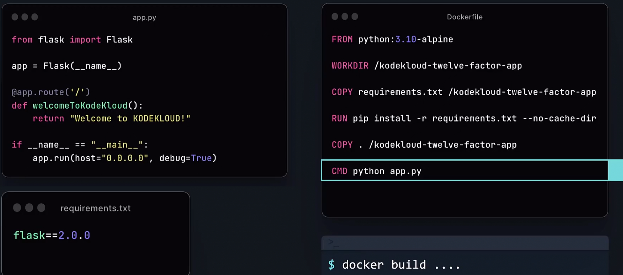 app.py
from flask import Flask
app = Flask(__name__)
@app.route('/')
def welcomeToKodeKloud():
return "Welcome to KODEKLOUD!"
if __name__ == "__main__":
app.run(host="0.0.0.0", debug=True)
requirements.txt
flask==2.0.0
Dockerfile
FROM python:3.10-alpine
WORKDIR /kodekloud-twelve-factor-app
COPY requirements.txt /kodekloud-twelve-factor-app
RUN pip install -r requirements.txt --no-cache-dir
COPY . /kodekloud-twelve-factor-app
CMD python app.py
>_
$ docker build ....